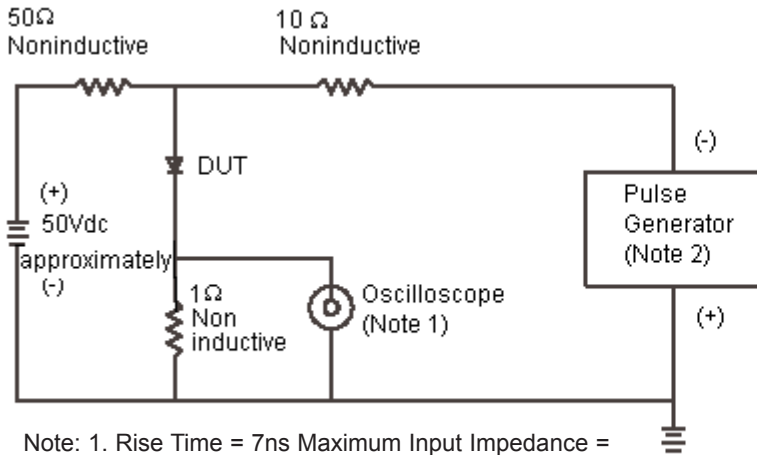 50Ω
Noninductive
10 Ω
Noninductive
DUT
(-)
(+)
50Vdc
approximately
(-)
Pulse
Generator
(Note 2)
1Ω
Non
inductive
Oscilloscope
(Note 1)
(+)
Note: 1. Rise Time = 7ns Maximum Input Impedance =